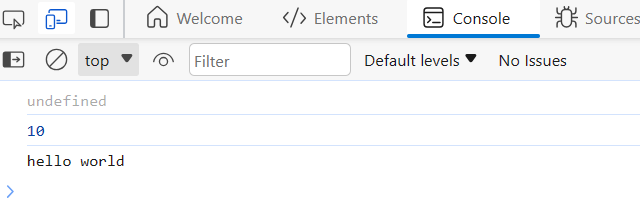 Welcome Elements Console Sources
top Filter Default levels No Issues
undefined
10
hello world